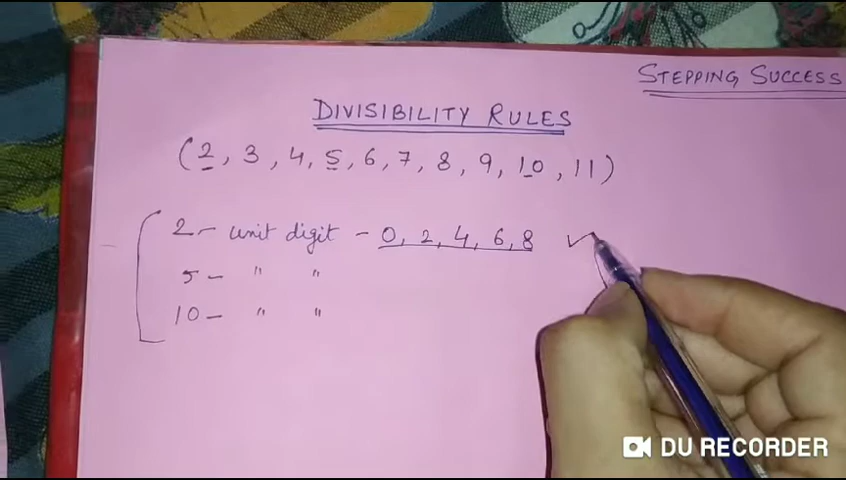 STEPPING SUCCESS
DIVISIBILITY RULES
(2, 3, 4, 5, 6, 7, 8, 9, 10, 11)
2 - unit digit - 0, 2, 4, 6, 8 ✓
5 - " "
10 - " "
DU RECORDER